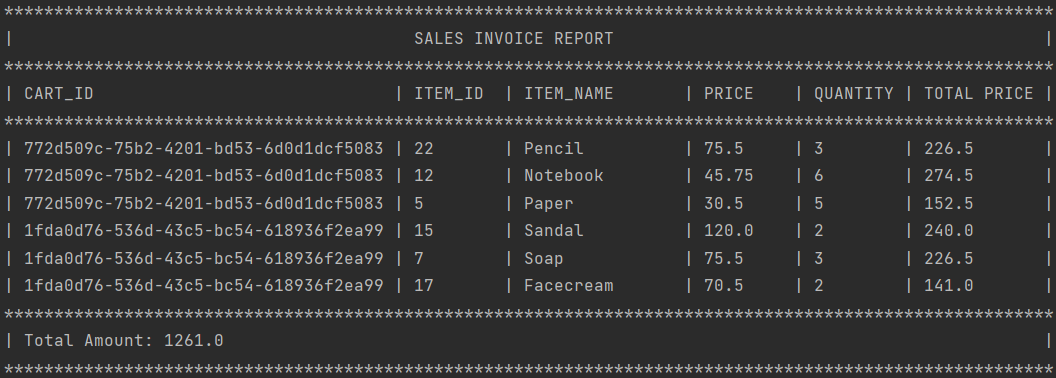 *********************************************************************************************************
| SALES INVOICE REPORT |
*********************************************************************************************************
| CART_ID | ITEM_ID | ITEM_NAME | PRICE | QUANTITY | TOTAL PRICE |
*********************************************************************************************************
| 772d509c-75b2-4201-bd53-6d0d1dcf5083 | 22 | Pencil | 75.5 | 3 | 226.5 |
| 772d509c-75b2-4201-bd53-6d0d1dcf5083 | 12 | Notebook | 45.75 | 6 | 274.5 |
| 772d509c-75b2-4201-bd53-6d0d1dcf5083 | 5 | Paper | 30.5 | 5 | 152.5 |
| 1fda0d76-536d-43c5-bc54-618936f2ea99 | 15 | Sandal | 120.0 | 2 | 240.0 |
| 1fda0d76-536d-43c5-bc54-618936f2ea99 | 7 | Soap | 75.5 | 3 | 226.5 |
| 1fda0d76-536d-43c5-bc54-618936f2ea99 | 17 | Facecream | 70.5 | 2 | 141.0 |
*********************************************************************************************************
| Total Amount: 1261.0 |
*********************************************************************************************************